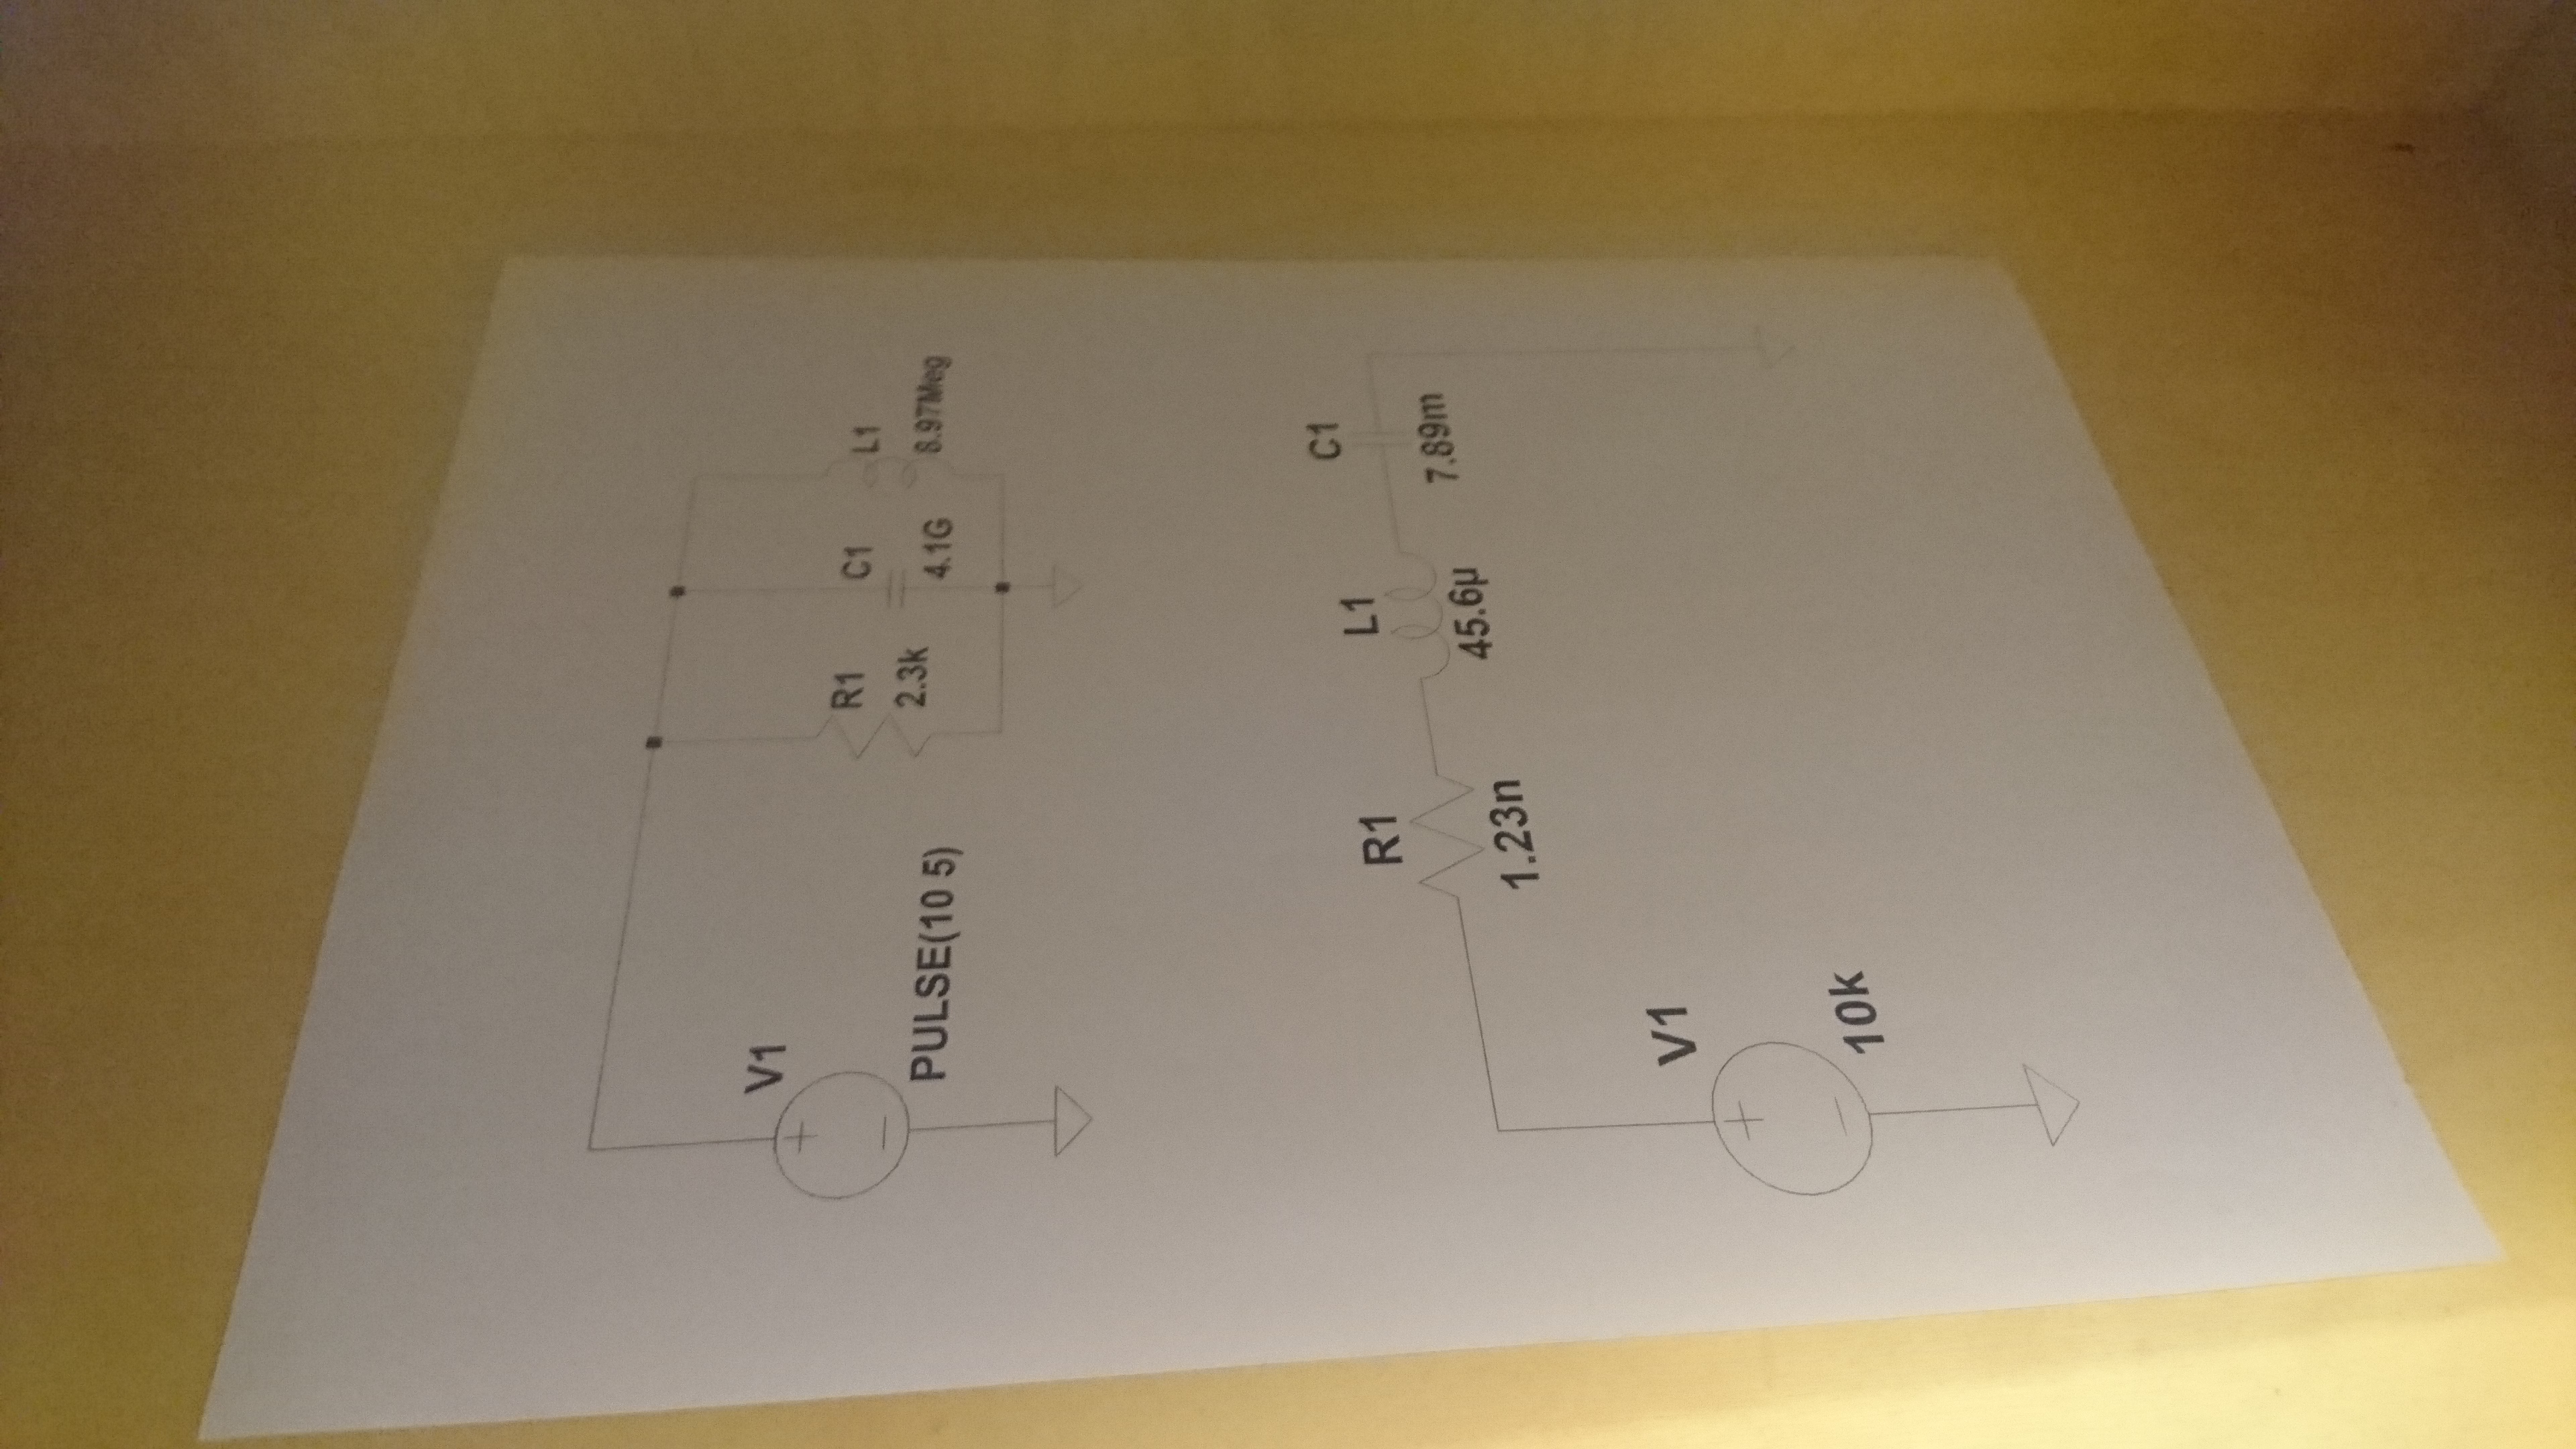 V1
PULSE(10 5)
R1
2.3k
C1
4.1G
L1
8.97Meg
V1
10k
R1
1.23n
L1
45.6µ
C1
7.89m